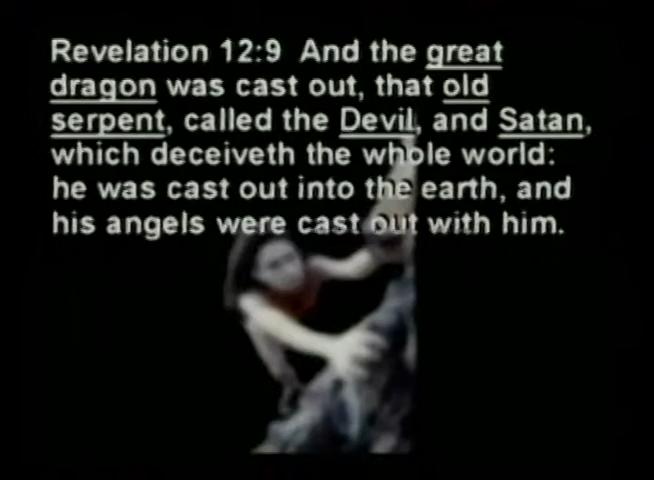 Revelation 12:9 And the great
dragon was cast out, that old
serpent, called the Devil, and Satan,
which deceiveth the whole world:
he was cast out into the earth, and
his angels were cast out with him.